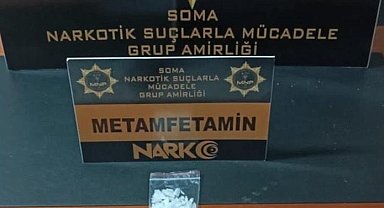 SOMA
NARKOTİK SUÇLARLA MÜCADELE
GRUP AMİRLİĞİ
SOMA
NARKOTİK SUÇLARLA
MÜCADELE
GRUP AMİRLİĞİ
METAMFETAMİN
NARKO